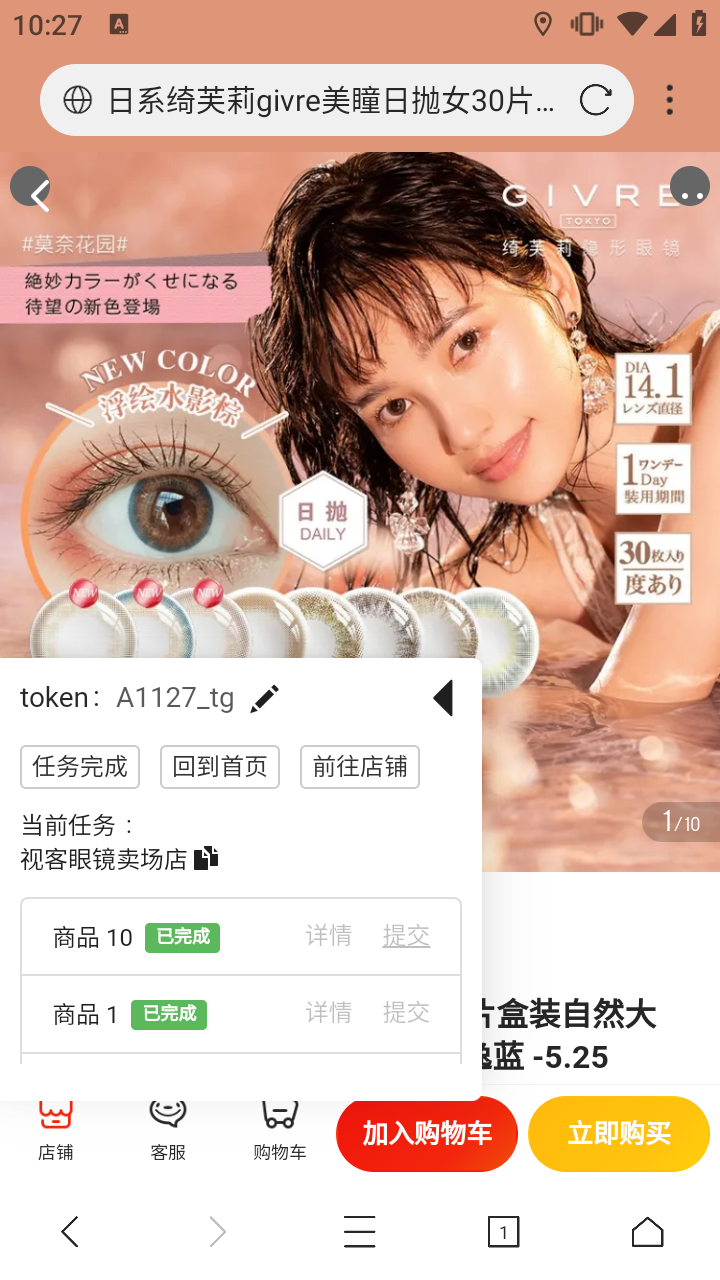 10:27
A
日系绮芙莉givre美瞳日抛女30片...
GIVRE
TOKYO
绮芙莉隐形眼镜
#莫奈花园#
絶妙カラーがくせになる
待望の新色登場
NEW COLOR
浮绘水影棕
DIA
14.1
レンズ直径
1ワンデー
Day
装用期間
30枚入り
度あり
日抛
DAILY
NEW
NEW
NEW
token：A1127_tg
任务完成
回到首页
前往店铺
1/10
当前任务：
视客眼镜卖场店
商品 10
已完成
详情
提交
商品 1
已完成
详情
提交
片盒装自然大
逸蓝 -5.25
店铺
客服
购物车
加入购物车
立即购买
1